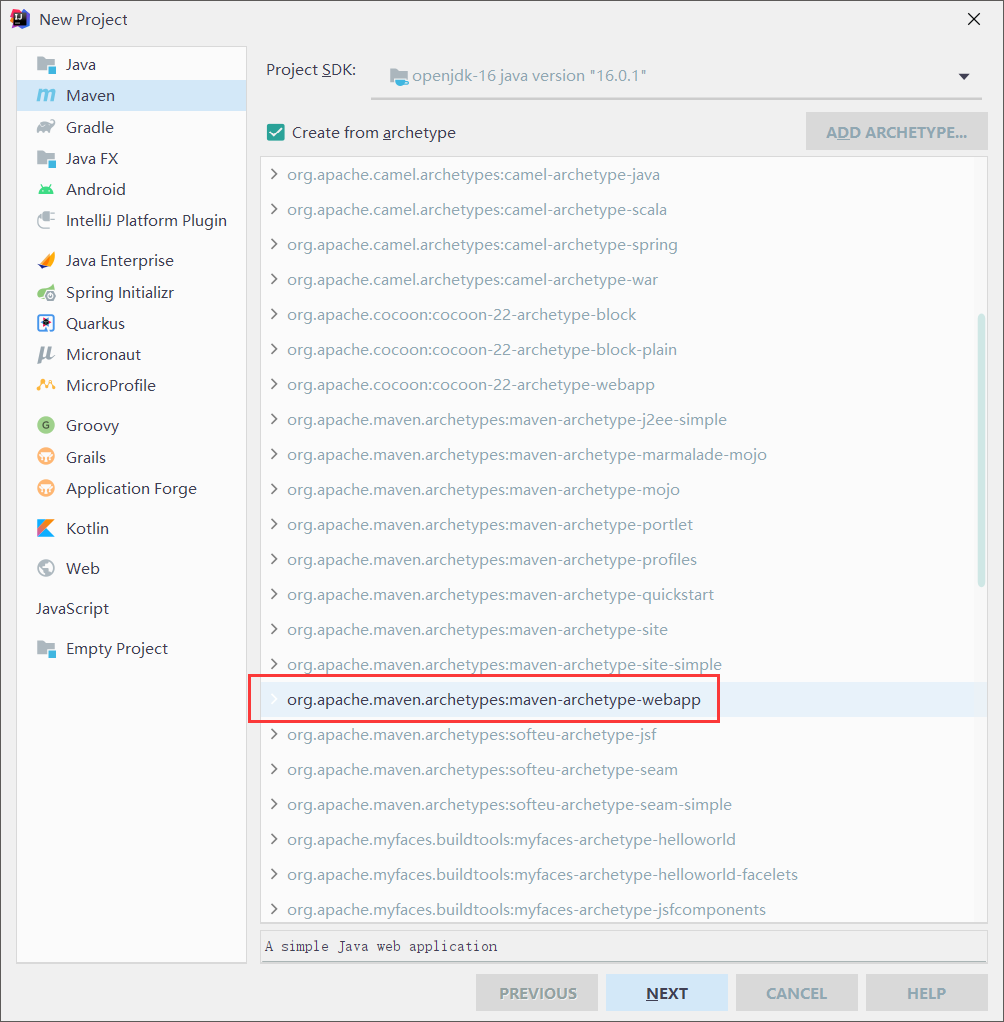 New Project
Java
Maven
Gradle
Java FX
Android
IntelliJ Platform Plugin
Java Enterprise
Spring Initializr
Quarkus
Micronaut
MicroProfile
Groovy
Grails
Application Forge
Kotlin
Web
JavaScript
Empty Project
Project SDK:
openjdk-16 java version "16.0.1"
Create from archetype
ADD ARCHETYPE...
org.apache.camel.archetypes:camel-archetype-java
org.apache.camel.archetypes:camel-archetype-scala
org.apache.camel.archetypes:camel-archetype-spring
org.apache.camel.archetypes:camel-archetype-war
org.apache.cocoon:cocoon-22-archetype-block
org.apache.cocoon:cocoon-22-archetype-block-plain
org.apache.cocoon:cocoon-22-archetype-webapp
org.apache.maven.archetypes:maven-archetype-j2ee-simple
org.apache.maven.archetypes:maven-archetype-marmalade-mojo
org.apache.maven.archetypes:maven-archetype-mojo
org.apache.maven.archetypes:maven-archetype-portlet
org.apache.maven.archetypes:maven-archetype-profiles
org.apache.maven.archetypes:maven-archetype-quickstart
org.apache.maven.archetypes:maven-archetype-site
org.apache.maven.archetypes:maven-archetype-site-simple
org.apache.maven.archetypes:maven-archetype-webapp
org.apache.maven.archetypes:softeu-archetype-jsf
org.apache.maven.archetypes:softeu-archetype-seam
org.apache.maven.archetypes:softeu-archetype-seam-simple
org.apache.myfaces.buildtools:myfaces-archetype-helloworld
org.apache.myfaces.buildtools:myfaces-archetype-helloworld-facelets
org.apache.myfaces.buildtools:myfaces-archetype-jsfcomponents
A simple Java web application
PREVIOUS
NEXT
CANCEL
HELP